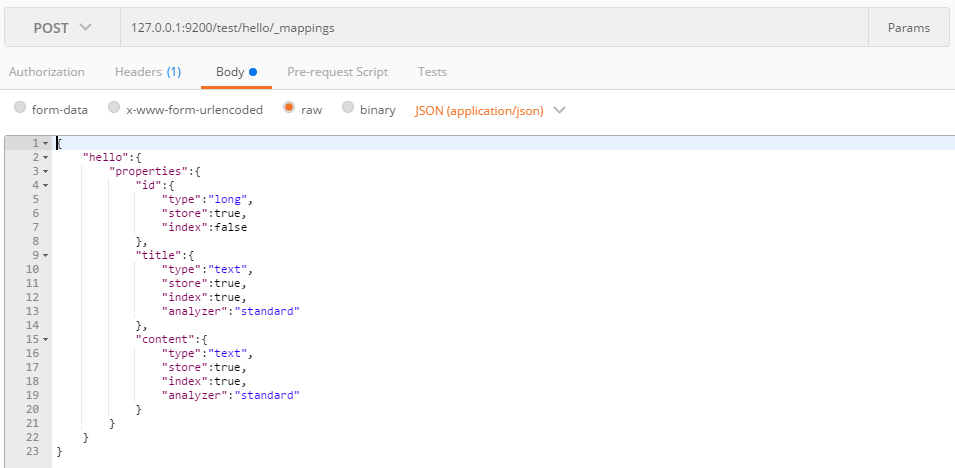 POST 127.0.0.1:9200/test/hello/_mappings Params
Authorization Headers (1) Body Pre-request Script Tests
form-data x-www-form-urlencoded raw binary JSON (application/json)
1 {
2     "hello":{
3         "properties":{
4             "id":{
5                 "type":"long",
6                 "store":true,
7                 "index":false
8             },
9             "title":{
10                 "type":"text",
11                 "store":true,
12                 "index":true,
13                 "analyzer":"standard"
14             },
15             "content":{
16                 "type":"text",
17                 "store":true,
18                 "index":true,
19                 "analyzer":"standard"
20             }
21         }
22     }
23 }